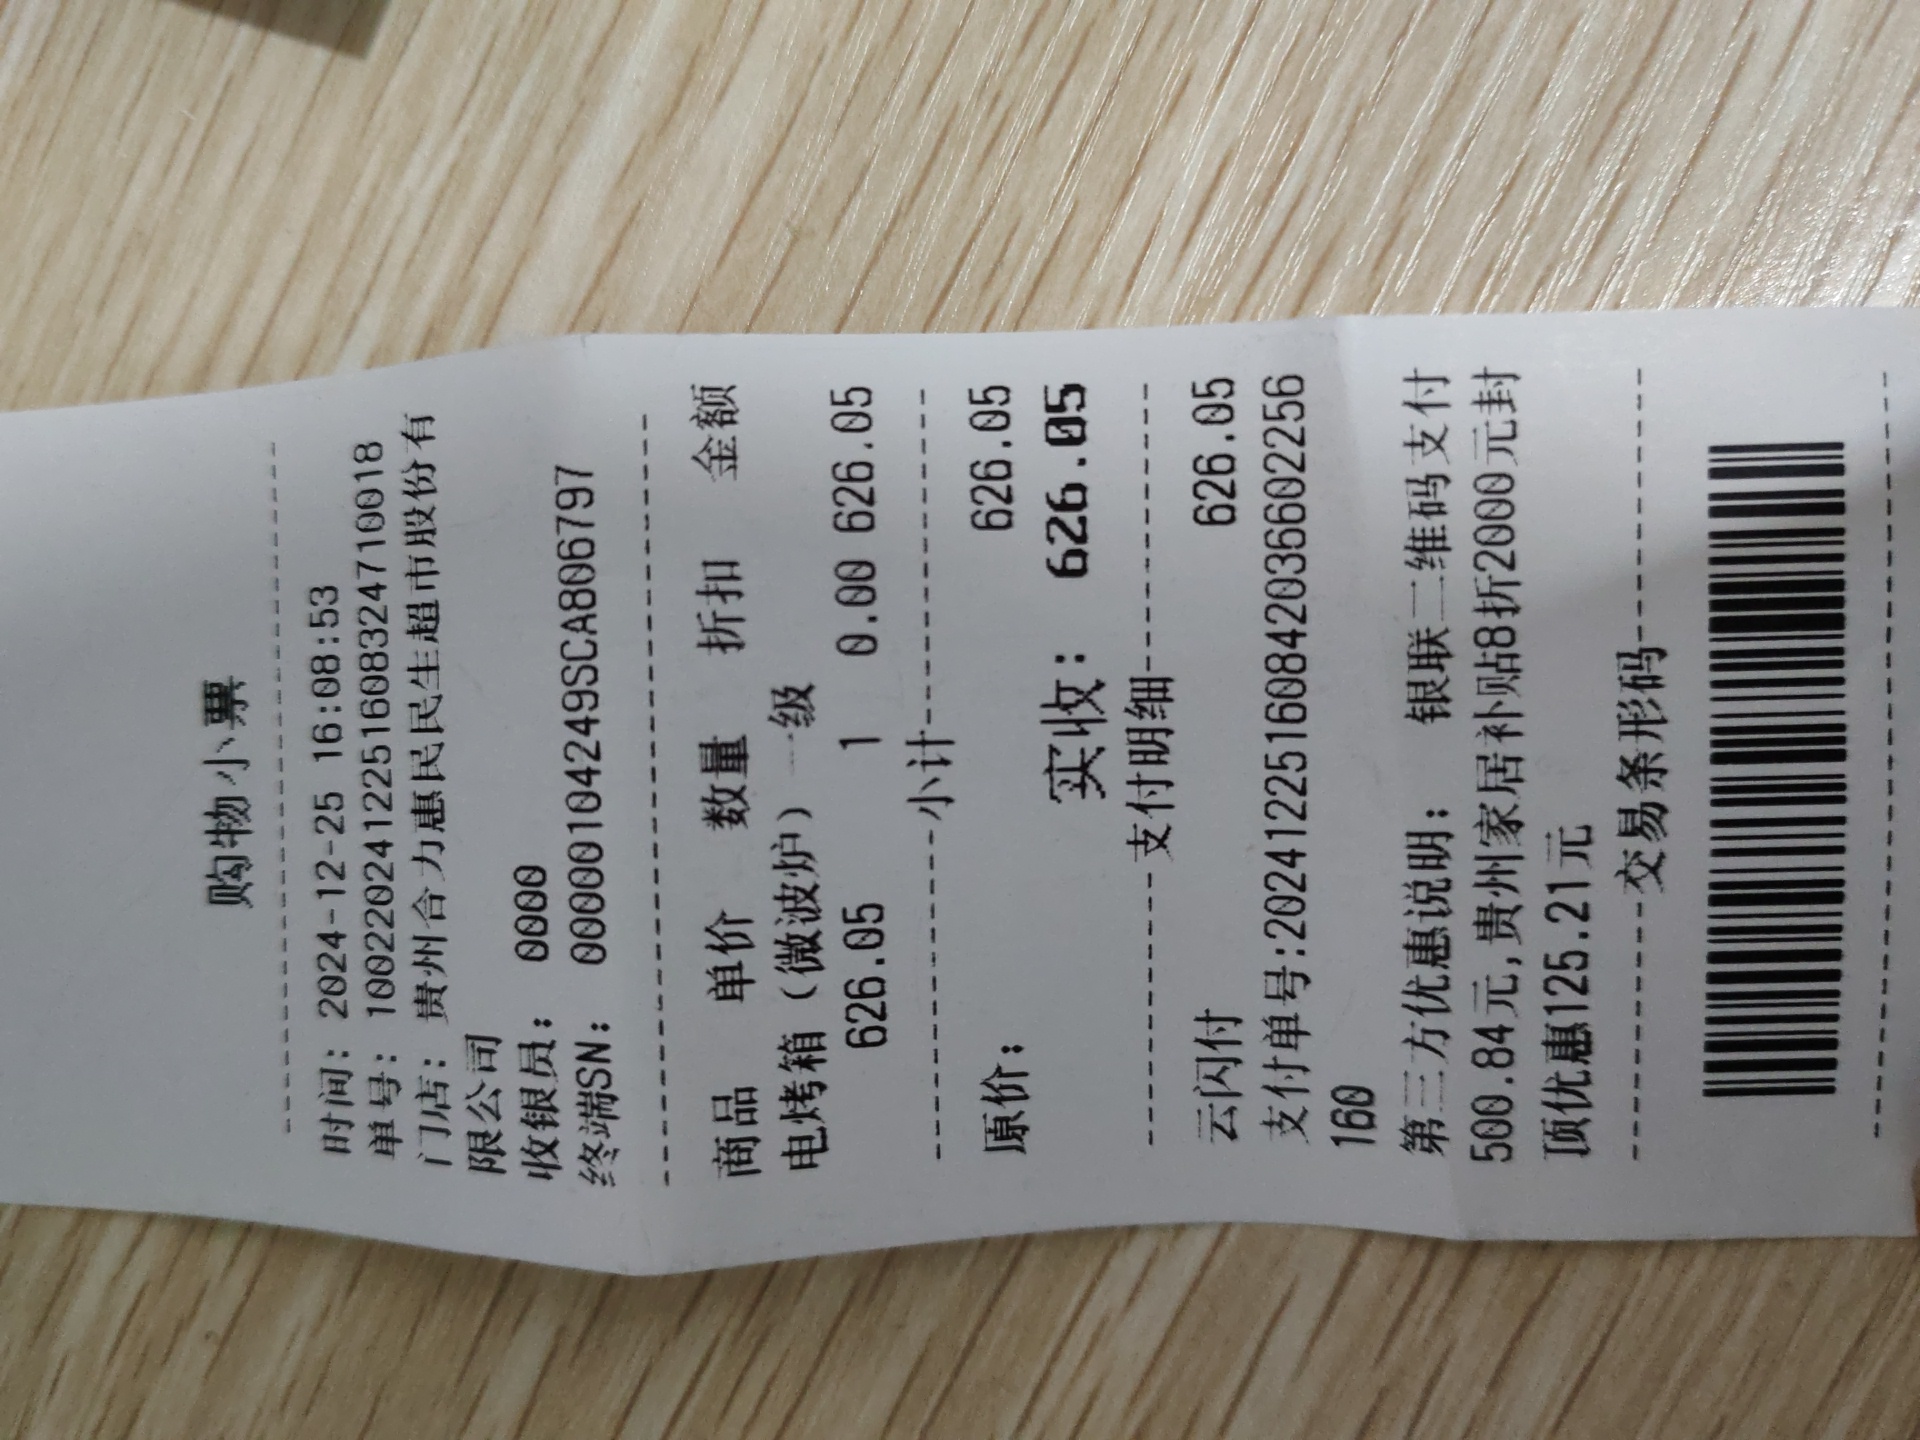 购物小票
时间: 2024-12-25 16:08:53
单号: 100220241225160832471​0018
门店: 贵州合力惠民民生超市股份有
限公司
收银员: 0000
终端SN: 00000104249SCA806797
商品 单价 数量 折扣 金额
电烤箱(微波炉)一级
626.05 1 0.00 626.05
小计
原价: 626.05
实收: 626.05
支付明细
云闪付 626.05
支付单号:20241225160842036602256
160
第三方优惠说明: 银联二维码支付
500.84元,贵州家居补贴8折2000元封
顶优惠125.21元
交易条形码